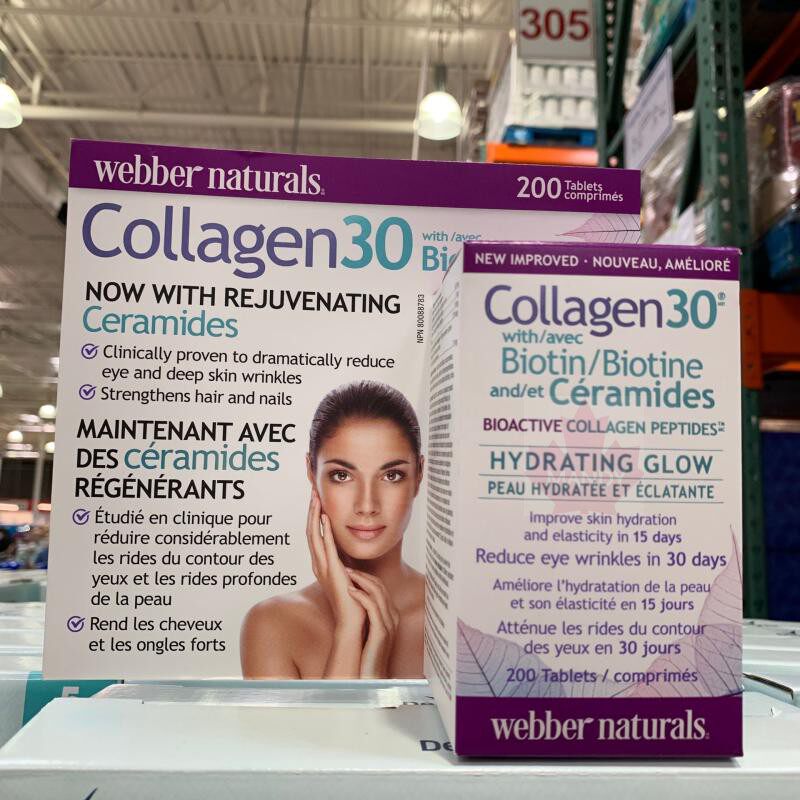 305
webber naturals®
200 Tablets
comprimés
Collagen30 with/avec
NOW WITH REJUVENATING
Ceramides
Clinically proven to dramatically reduce
eye and deep skin wrinkles
Strengthens hair and nails
MAINTENANT AVEC
DES céramides
RÉGÉNÉRANTS
Étudié en clinique pour
réduire considérablement
les rides du contour des
yeux et les rides profondes
de la peau
Rend les cheveux
et les ongles forts
NPN 80088783
NEW IMPROVED · NOUVEAU, AMÉLIORÉ
Collagen30®
with/avec
Biotin/Biotine
and/et Céramides
BIOACTIVE COLLAGEN PEPTIDES
HYDRATING GLOW
PEAU HYDRATÉE ET ÉCLATANTE
Improve skin hydration
and elasticity in 15 days
Reduce eye wrinkles in 30 days
Améliore l'hydratation de la peau
et son élasticité en 15 jours
Atténue les rides du contour
des yeux en 30 jours
200 Tablets / comprimés
webber naturals®